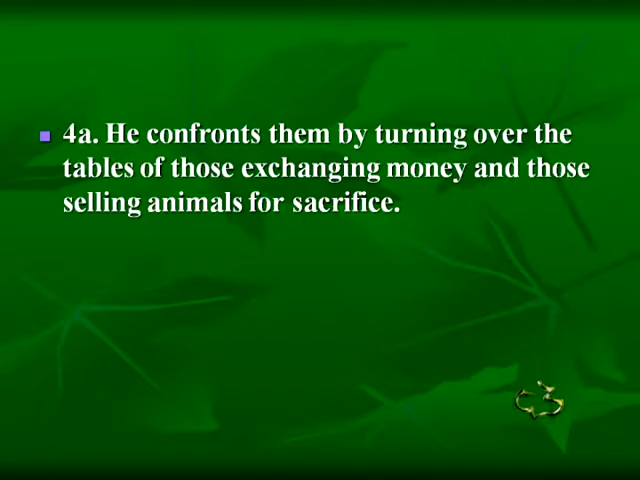 4a. He confronts them by turning over the
tables of those exchanging money and those
selling animals for sacrifice.